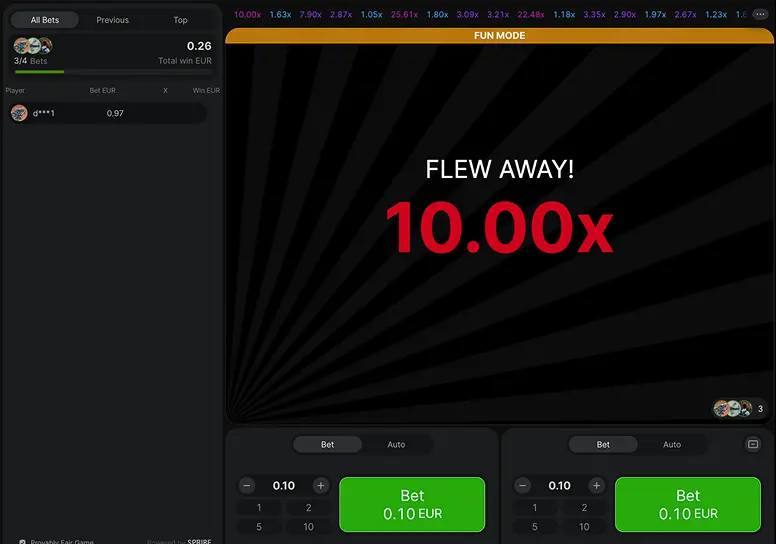 All Bets Previous Top
10.00x 1.63x 7.90x 2.87x 1.05x 25.61x 1.80x 3.09x 3.21x 22.48x 1.18x 3.35x 2.90x 1.97x 2.67x 1.23x
FUN MODE
0.26
3/4 Bets Total win EUR
Player Bet EUR X Win EUR
d***1 0.97
FLEW AWAY!
10.00x
3
Bet Auto
0.10
1 2
5 10
Bet
0.10 EUR
Bet Auto
0.10
1 2
5 10
Bet
0.10 EUR
Provably Fair Game Powered by SPRIBE